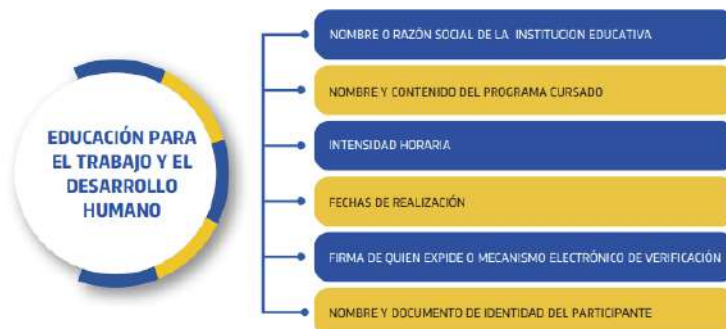 EDUCACIÓN PARA
EL TRABAJO Y EL
DESARROLLO
HUMANO
NOMBRE O RAZÓN SOCIAL DE LA INSTITUCION EDUCATIVA
NOMBRE Y CONTENIDO DEL PROGRAMA CURSADO
INTENSIDAD HORARIA
FECHAS DE REALIZACIÓN
FIRMA DE QUIEN EXPIDE O MECANISMO ELECTRÓNICO DE VERIFICACIÓN
NOMBRE Y DOCUMENTO DE IDENTIDAD DEL PARTICIPANTE